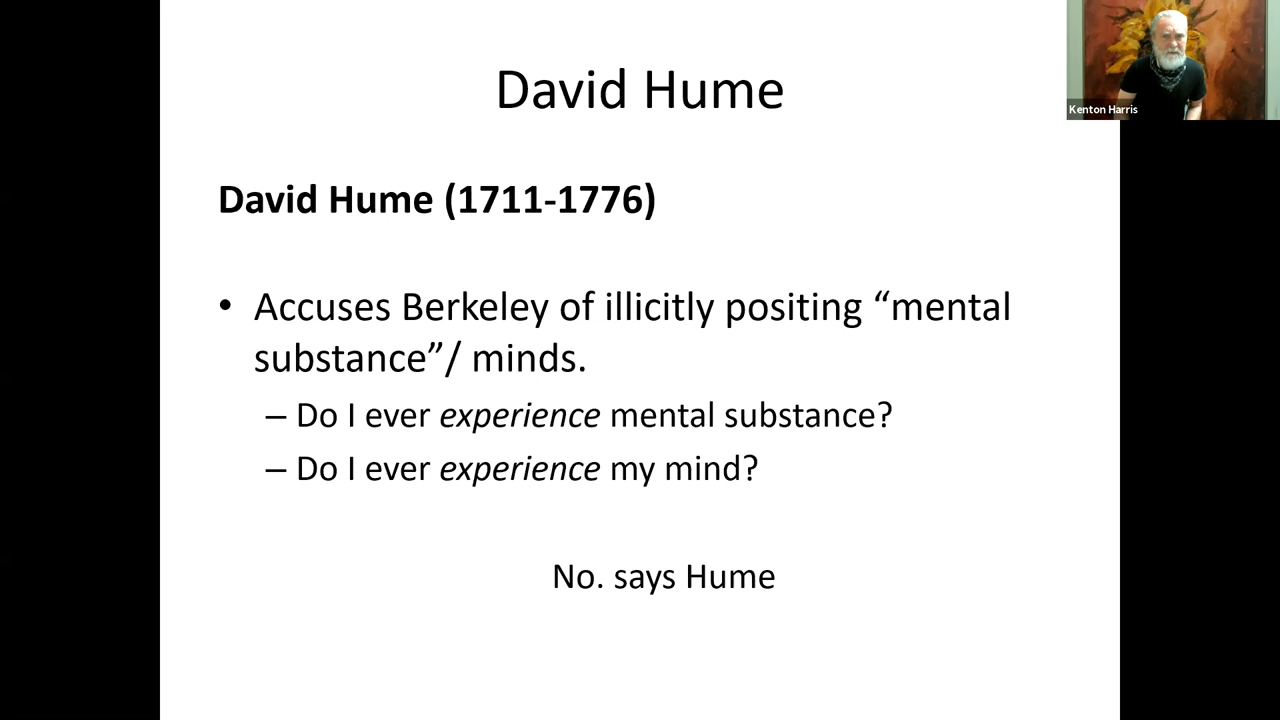 David Hume
Kenton Harris
David Hume (1711-1776)
• Accuses Berkeley of illicitly positing “mental
substance”/ minds.
– Do I ever experience mental substance?
– Do I ever experience my mind?
No. says Hume